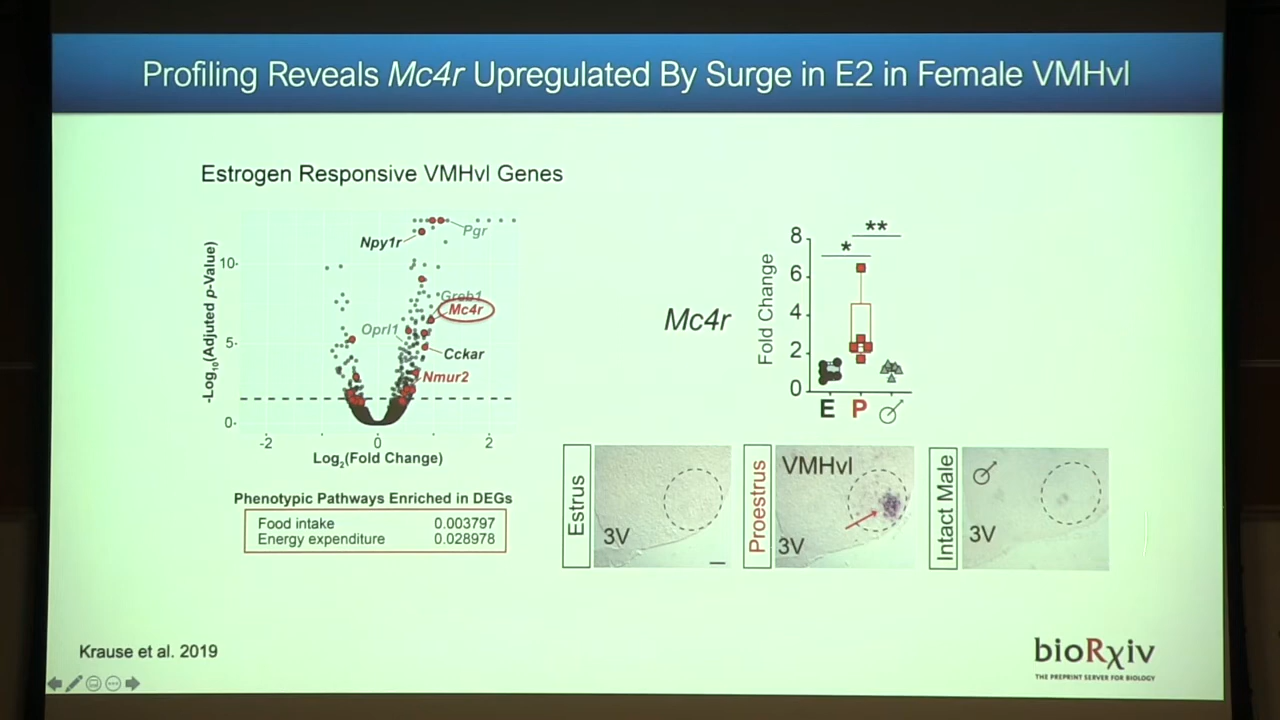 Profiling Reveals Mc4r Upregulated By Surge in E2 in Female VMHvl
Estrogen Responsive VMHvl Genes
-Log10(Adjusted p-Value)
10
5
0
Npy1r
Pgr
Greb1
Mc4r
Oprl1
Cckar
Nmur2
-2
0
2
Log2(Fold Change)
Phenotypic Pathways Enriched in DEGs
Food intake 0.003797
Energy expenditure 0.028978
Mc4r
Fold Change
8
6
4
2
0
*
**
E P ♂
Estrus
3V
Proestrus
VMHvl
3V
Intact Male
♂
3V
Krause et al. 2019
bioRχiv
THE PREPRINT SERVER FOR BIOLOGY